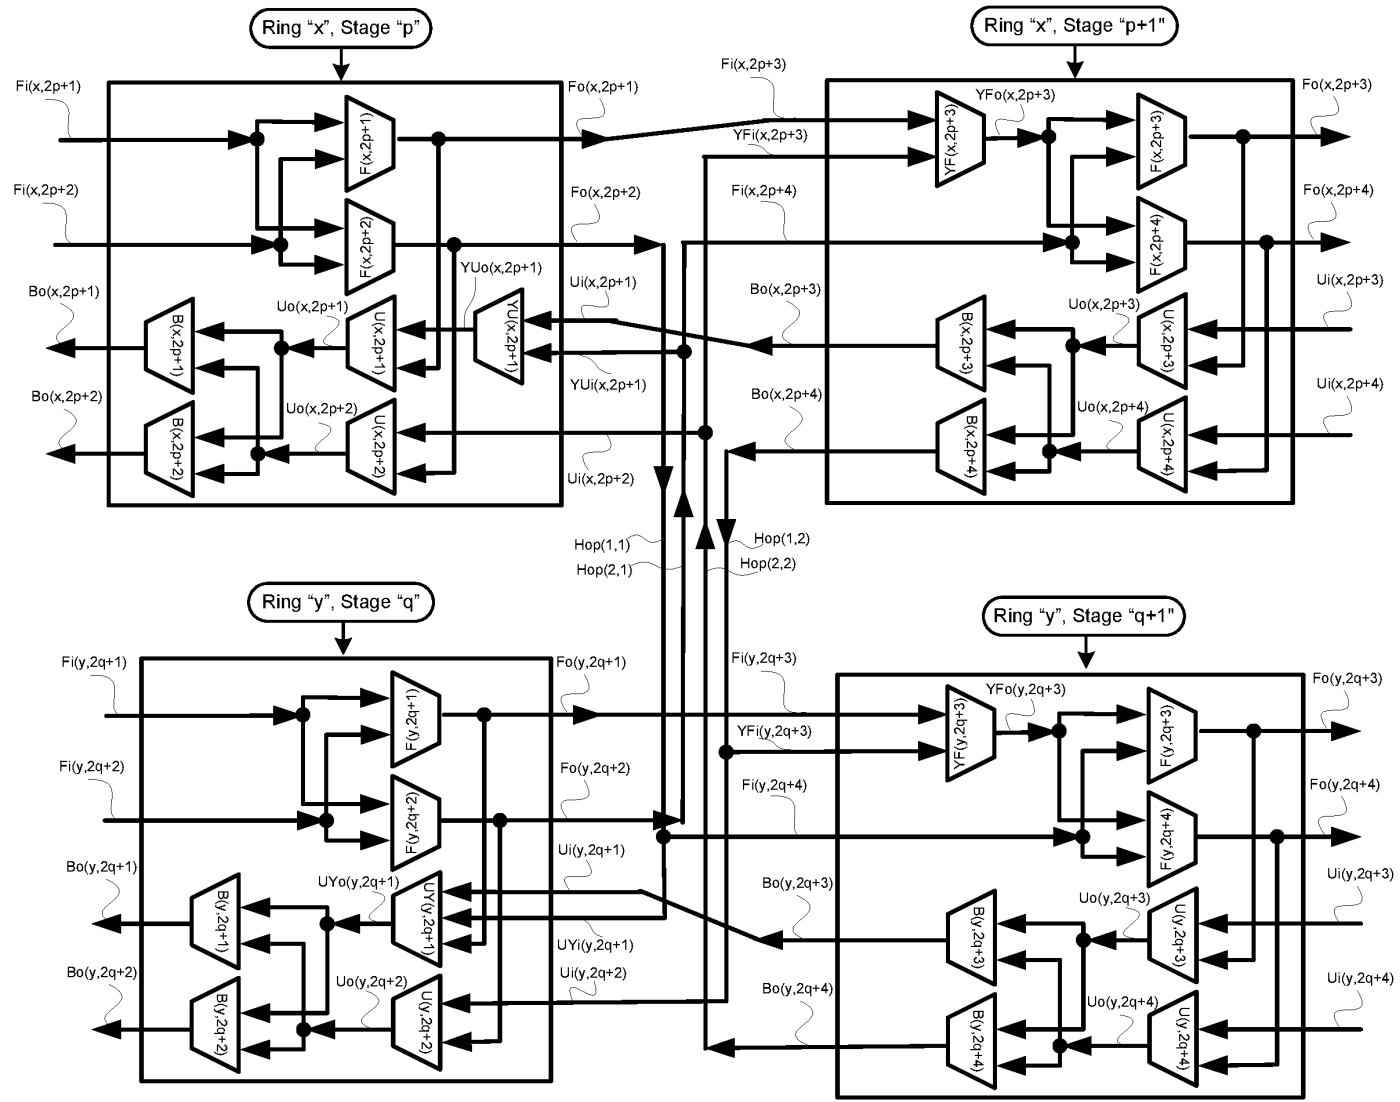 Ring “x”, Stage “p”
Ring “x”, Stage “p+1"
Fi(x,2p+1)
Fo(x,2p+1)
Fi(x,2p+3)
YFo(x,2p+3)
Fo(x,2p+3)
F(x,2p+1)
YFi(x,2p+3)
YF(x,2p+3)
F(x,2p+3)
Fi(x,2p+2)
Fo(x,2p+2)
Fi(x,2p+4)
Fo(x,2p+4)
F(x,2p+2)
F(x,2p+4)
YUo(x,2p+1)
Ui(x,2p+1)
Bo(x,2p+1)
Uo(x,2p+1)
Bo(x,2p+3)
Uo(x,2p+3)
Ui(x,2p+3)
B(x,2p+1)
U(x,2p+1)
YU(x,2p+1)
B(x,2p+3)
U(x,2p+3)
YUi(x,2p+1)
Bo(x,2p+2)
Uo(x,2p+2)
Bo(x,2p+4)
Uo(x,2p+4)
Ui(x,2p+4)
B(x,2p+2)
U(x,2p+2)
B(x,2p+4)
U(x,2p+4)
Ui(x,2p+2)
Hop(1,1)
Hop(1,2)
Hop(2,1)
Hop(2,2)
Ring “y”, Stage “q”
Ring “y”, Stage “q+1"
Fi(y,2q+1)
Fo(y,2q+1)
Fi(y,2q+3)
YFo(y,2q+3)
Fo(y,2q+3)
F(y,2q+1)
YFi(y,2q+3)
YF(y,2q+3)
F(y,2q+3)
Fi(y,2q+2)
Fo(y,2q+2)
Fi(y,2q+4)
Fo(y,2q+4)
F(y,2q+2)
F(y,2q+4)
Ui(y,2q+1)
Bo(y,2q+1)
UYo(y,2q+1)
Bo(y,2q+3)
Uo(y,2q+3)
Ui(y,2q+3)
B(y,2q+1)
UY(y,2q+1)
B(y,2q+3)
U(y,2q+3)
UYi(y,2q+1)
Bo(y,2q+2)
Uo(y,2q+2)
Ui(y,2q+2)
Bo(y,2q+4)
Uo(y,2q+4)
Ui(y,2q+4)
B(y,2q+2)
U(y,2q+2)
B(y,2q+4)
U(y,2q+4)